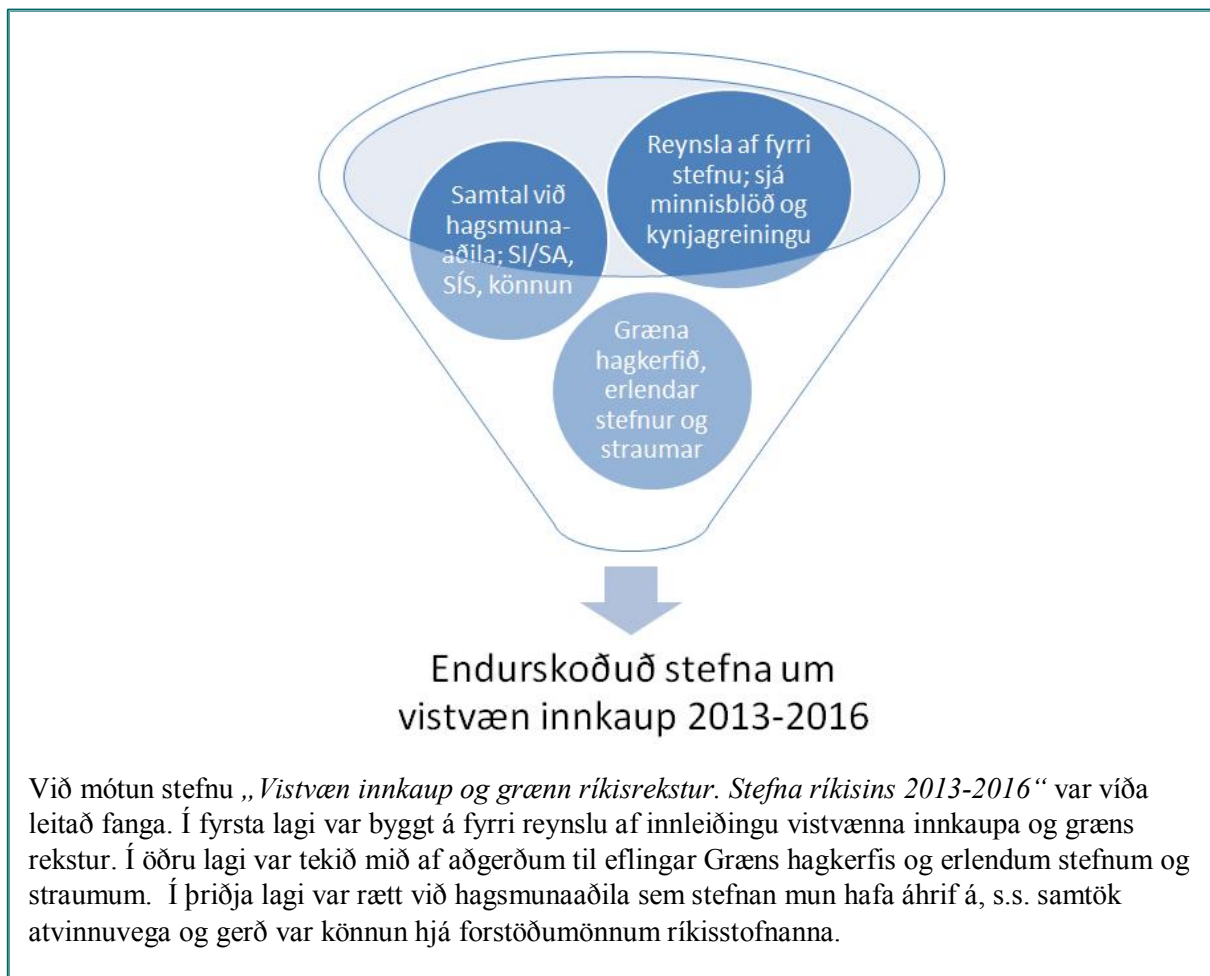 Samtal við
hagsmuna-
aðila; SI/SA,
SÍS, könnun
Reynsla af fyrri
stefnu; sjá
minnisblöð og
kynjagreiningu
Græna
hagkerfið,
erlendar
stefnur og
straumar
Endurskoðuð stefna um
vistvæn innkaup 2013-2016
Við mótun stefnu „Vistvæn innkaup og grænn ríkisrekstur. Stefna ríkisins 2013-2016“ var víða
leitað fanga. Í fyrsta lagi var byggt á fyrri reynslu af innleiðingu vistvænna innkaupa og græns
rekstur. Í öðru lagi var tekið mið af aðgerðum til eflingar Græns hagkerfis og erlendum stefnum og
straumum. Í þriðja lagi var rætt við hagsmunaaðila sem stefnan mun hafa áhrif á, s.s. samtök
atvinnuvega og gerð var könnun hjá forstöðumönnum ríkisstofnanna.